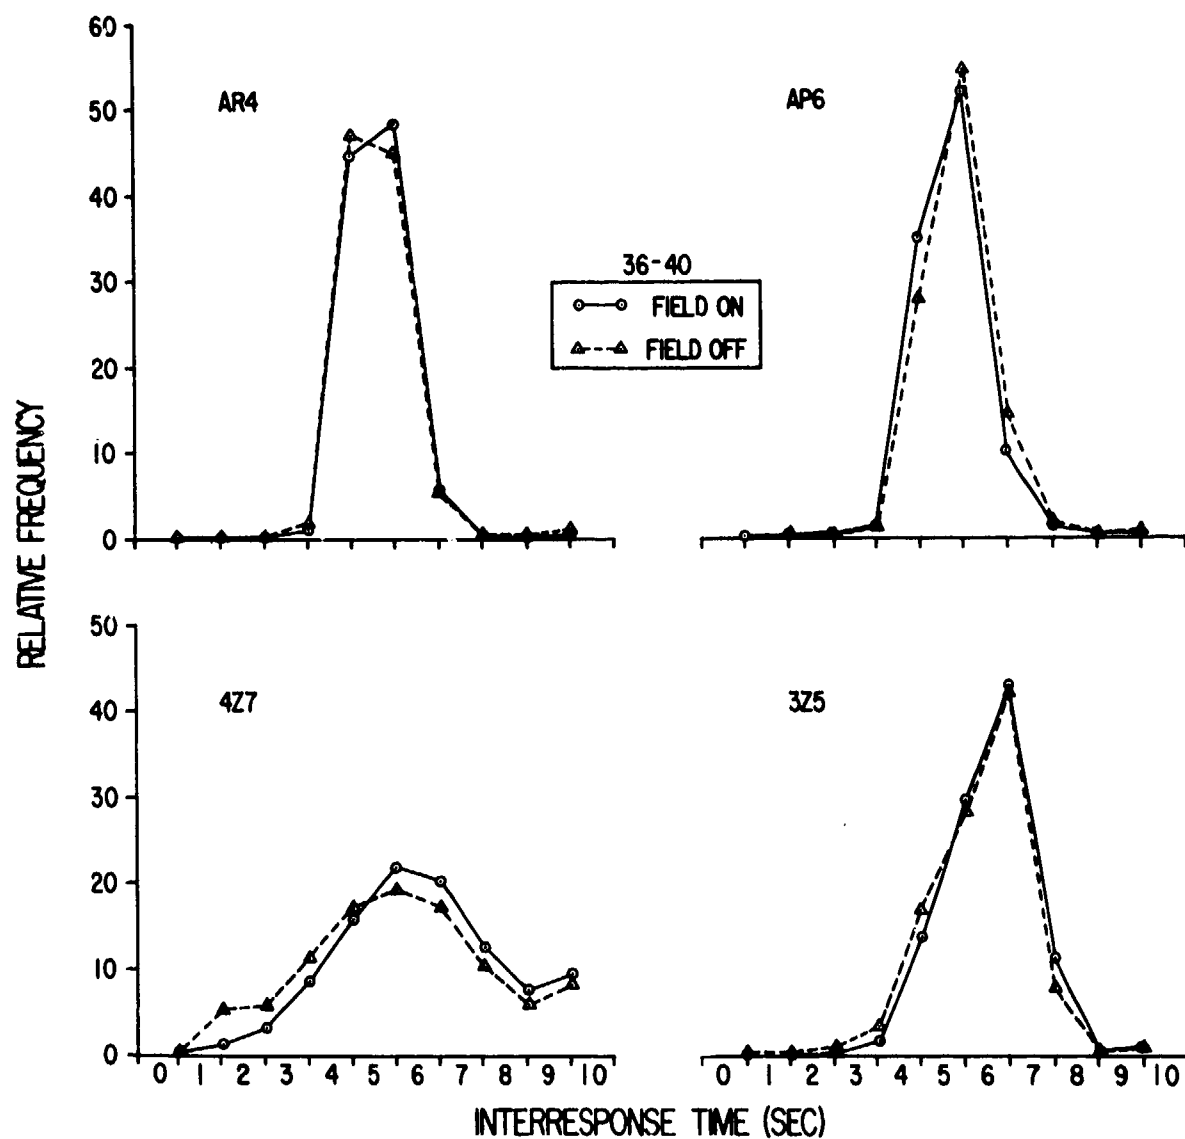 60
AR4
AP6
50
40
36-40
30
FIELD ON
FIELD OFF
20
10
0
RELATIVE FREQUENCY
50
4Z7
3Z5
40
30
20
10
0
0 1 2 3 4 5 6 7 8 9 10
0 1 2 3 4 5 6 7 8 9 10
INTERRESPONSE TIME (SEC)